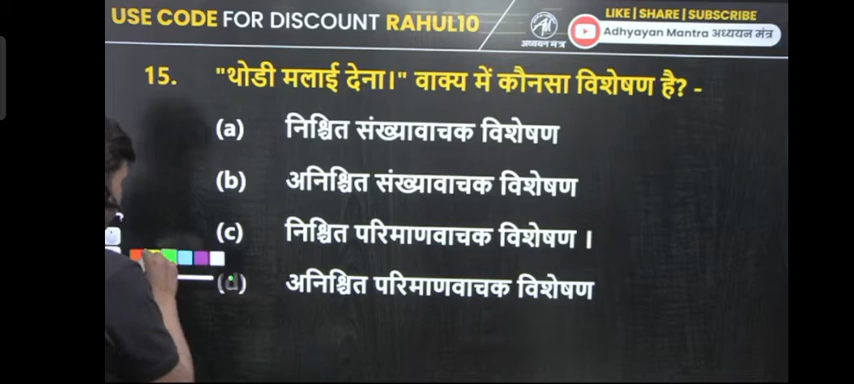 USE CODE FOR DISCOUNT RAHUL10
अध्ययन मंत्र
LIKE | SHARE | SUBSCRIBE
Adhyayan Mantra अध्ययन मंत्र
15. "थोडी मलाई देना।" वाक्य में कौनसा विशेषण है? -
(a) निश्चित संख्यावाचक विशेषण
(b) अनिश्चित संख्यावाचक विशेषण
(c) निश्चित परिमाणवाचक विशेषण ।
(d) अनिश्चित परिमाणवाचक विशेषण